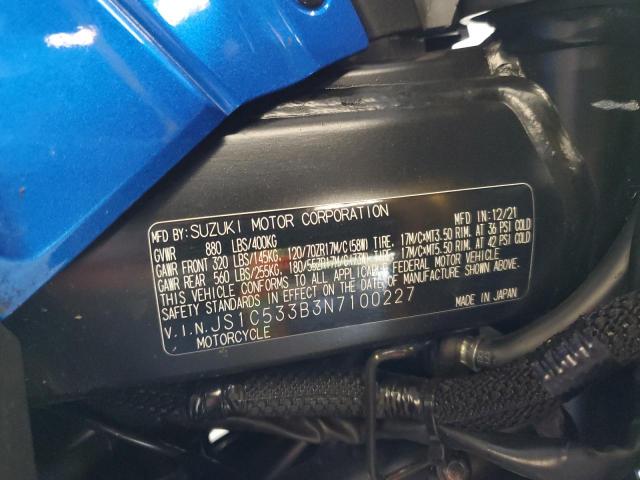 MFD BY: SUZUKI MOTOR CORPORATION MFD. IN: 12/21
GVWR 880 LBS/400KG
GAWR FRONT 320 LBS/145KG, 120/70ZR17M/C(58W) TIRE, 17M/C×MT3.50 RIM, AT 36 PSI COLD
GAWR REAR 560 LBS/255KG, 180/55ZR17M/C(73W) TIRE, 17M/C×MT5.50 RIM, AT 42 PSI COLD
THIS VEHICLE CONFORMS TO ALL APPLICABLE FEDERAL MOTOR VEHICLE
SAFETY STANDARDS IN EFFECT ON THE DATE OF MANUFACTURE SHOWN ABOVE.
V.I.N. JS1C533B3N7100227 MADE IN JAPAN
MOTORCYCLE